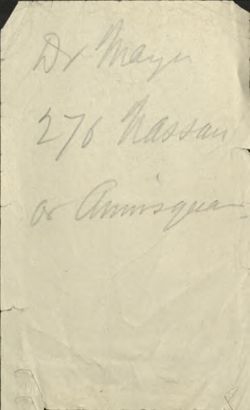 Dr Mayer
276 Nassau
or Annisquam